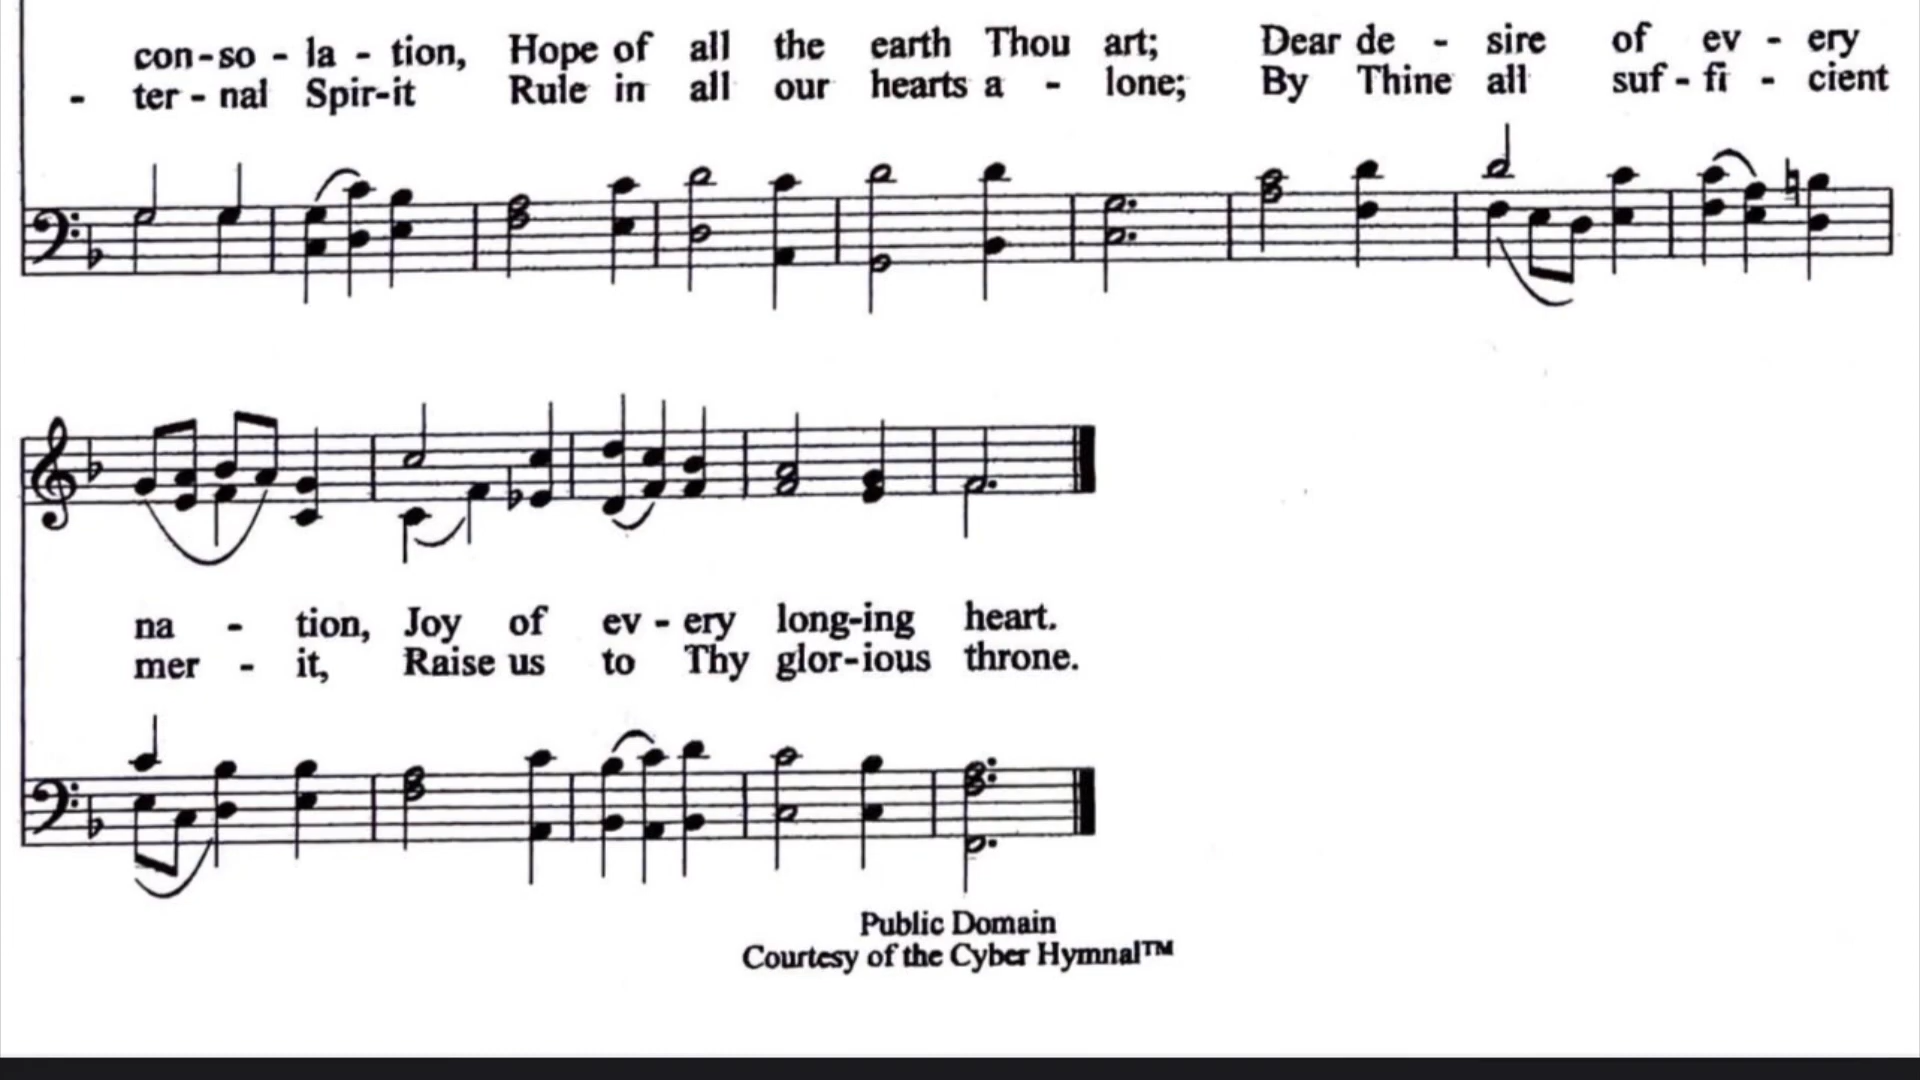 con-so - la - tion, Hope of all the earth Thou art; Dear de - sire of ev - ery
- ter - nal Spir-it Rule in all our hearts a - lone; By Thine all suf - fi - cient
na - tion, Joy of ev - ery long-ing heart.
mer - it, Raise us to Thy glor-ious throne.
Public Domain
Courtesy of the Cyber Hymnal™